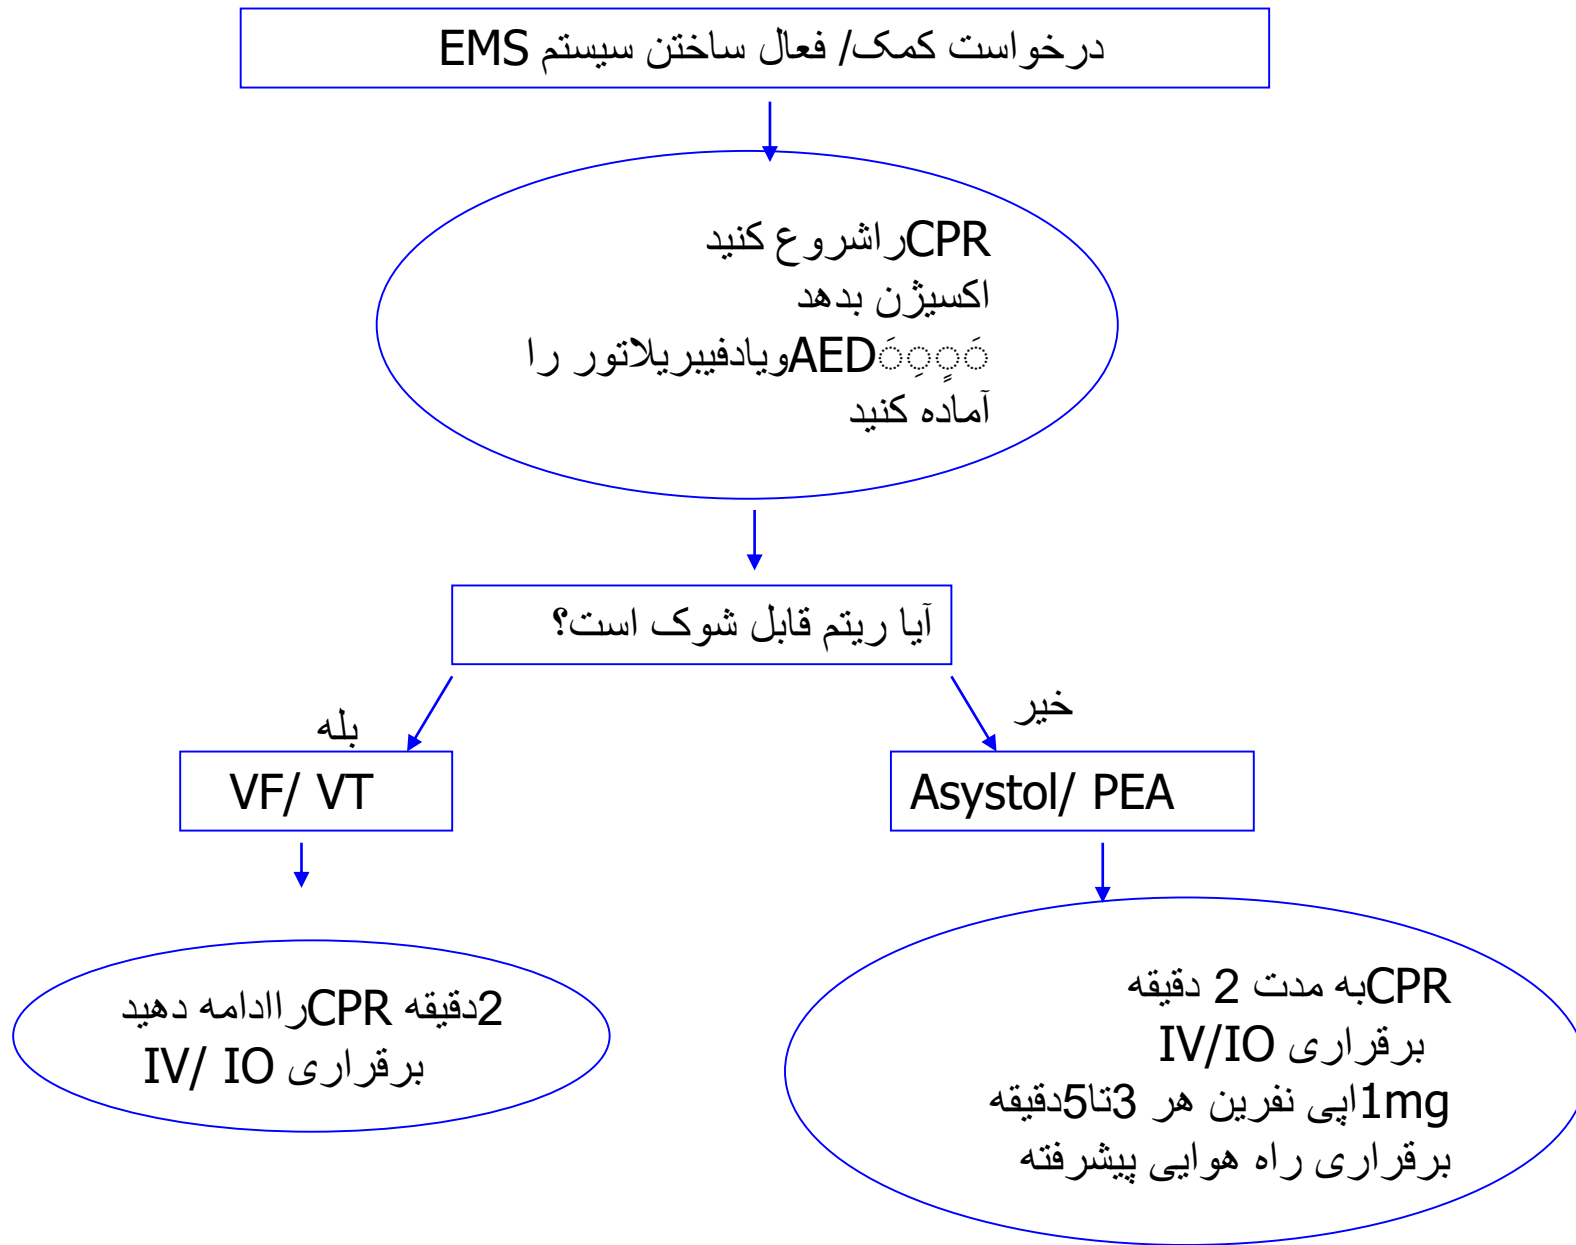 درخواست کمک/ فعال ساختن سیستم EMS
CPRراشروع کنید
اکسیژن بدهد
َِِِAEDویادفیبریلاتور را
آماده کنید
آیا ریتم قابل شوک است؟
بله
خیر
VF/ VT
Asystol/ PEA
2دقیقه CPRراادامه دهید
برقراری IV/ IO
CPRبه مدت 2 دقیقه
برقراری IV/IO
1mgاپی نفرین هر 3تا5دقیقه
برقراری راه هوایی پیشرفته